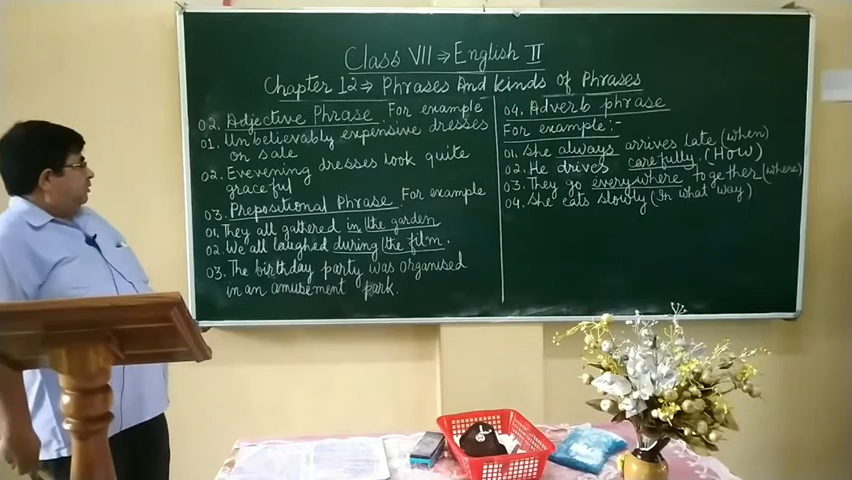 Class VII ⇒ English II
Chapter 12 ⇒ Phrases And Kinds of Phrases
02. Adjective Phrase. For example
01. Unbelievably expensive dresses
on sale
02. Evevening dresses look quite
graceful
03. Prepositional Phrase. For example
01. They all gathered in the garden
02. We all laughed during the film.
03. The birthday party was organised
in an amusement park.
04. Adverb phrase
For example:-
01. She always arrives late (when)
02. He drives carefully. (HOW)
03. They go everywhere together (where)
04. She eats slowly (In what way)